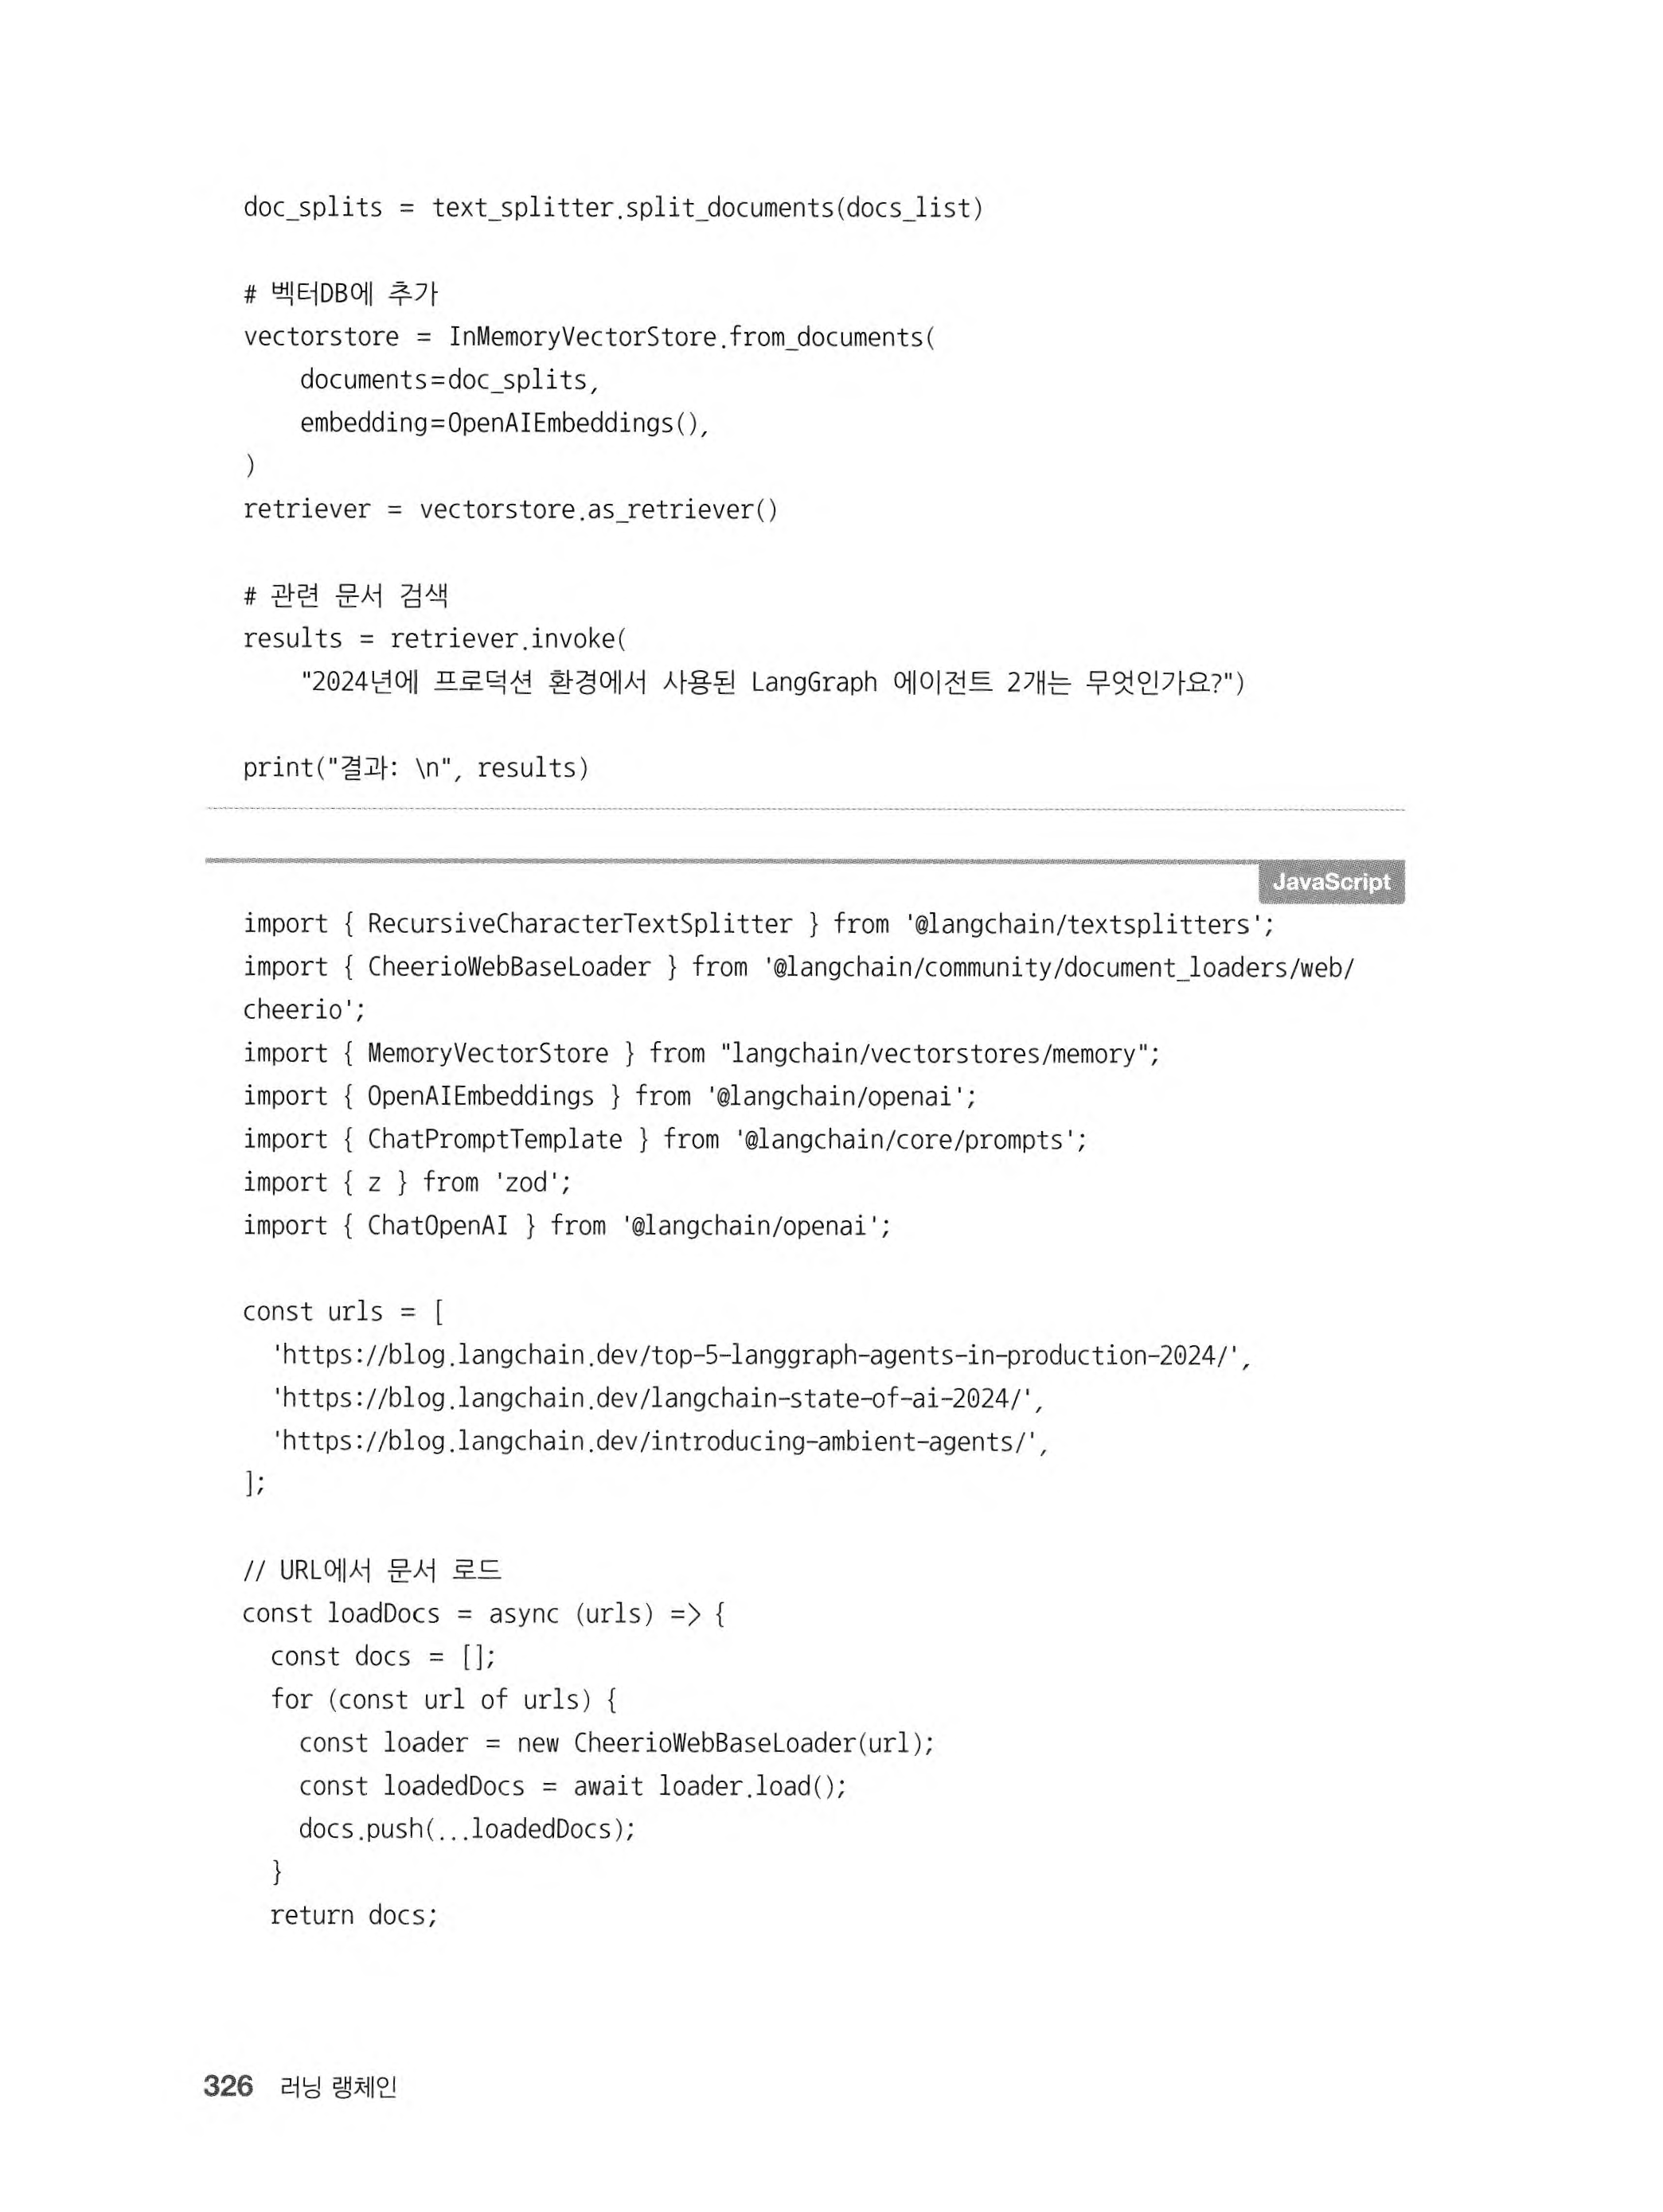 doc_splits = text_splitter.split_documents(docs_list)

# 벡터DB에 추가
vectorstore = InMemoryVectorStore.from_documents(
    documents=doc_splits,
    embedding=OpenAIEmbeddings(),
)
retriever = vectorstore.as_retriever()

# 관련 문서 검색
results = retriever.invoke(
    "2024년에 프로덕션 환경에서 사용된 LangGraph 에이전트 2개는 무엇인가요?")

print("결과: \n", results)

JavaScript
import { RecursiveCharacterTextSplitter } from '@langchain/textsplitters';
import { CheerioWebBaseLoader } from '@langchain/community/document_loaders/web/
cheerio';
import { MemoryVectorStore } from "langchain/vectorstores/memory";
import { OpenAIEmbeddings } from '@langchain/openai';
import { ChatPromptTemplate } from '@langchain/core/prompts';
import { z } from 'zod';
import { ChatOpenAI } from '@langchain/openai';

const urls = [
  'https://blog.langchain.dev/top-5-langgraph-agents-in-production-2024/',
  'https://blog.langchain.dev/langchain-state-of-ai-2024/',
  'https://blog.langchain.dev/introducing-ambient-agents/',
];

// URL에서 문서 로드
const loadDocs = async (urls) => {
  const docs = [];
  for (const url of urls) {
    const loader = new CheerioWebBaseLoader(url);
    const loadedDocs = await loader.load();
    docs.push(...loadedDocs);
  }
  return docs;

326 러닝 랭체인